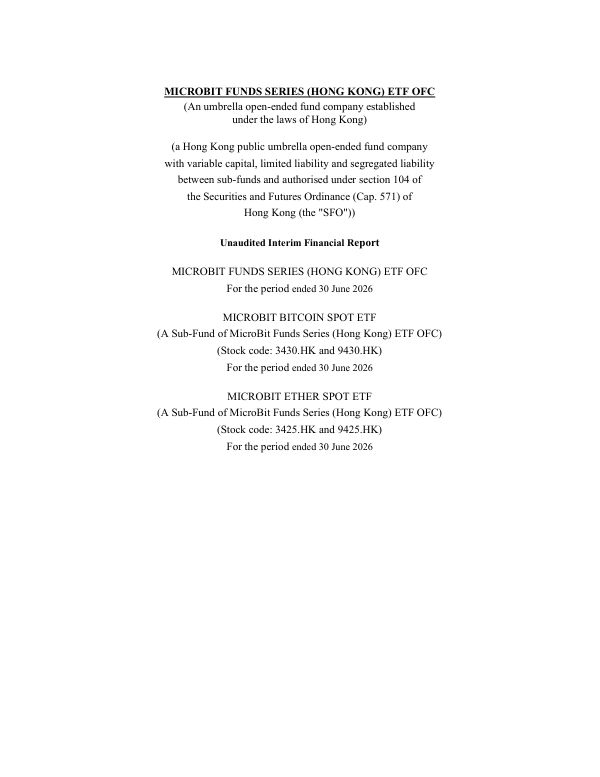 MICROBIT FUNDS SERIES (HONG KONG) ETF OFC
(An umbrella open-ended fund company established
under the laws of Hong Kong)
(a Hong Kong public umbrella open-ended fund company
with variable capital, limited liability and segregated liability
between sub-funds and authorised under section 104 of
the Securities and Futures Ordinance (Cap. 571) of
Hong Kong (the "SFO"))
Unaudited Interim Financial Report
MICROBIT FUNDS SERIES (HONG KONG) ETF OFC
For the period ended 30 June 2026
MICROBIT BITCOIN SPOT ETF
(A Sub-Fund of MicroBit Funds Series (Hong Kong) ETF OFC)
(Stock code: 3430.HK and 9430.HK)
For the period ended 30 June 2026
MICROBIT ETHER SPOT ETF
(A Sub-Fund of MicroBit Funds Series (Hong Kong) ETF OFC)
(Stock code: 3425.HK and 9425.HK)
For the period ended 30 June 2026